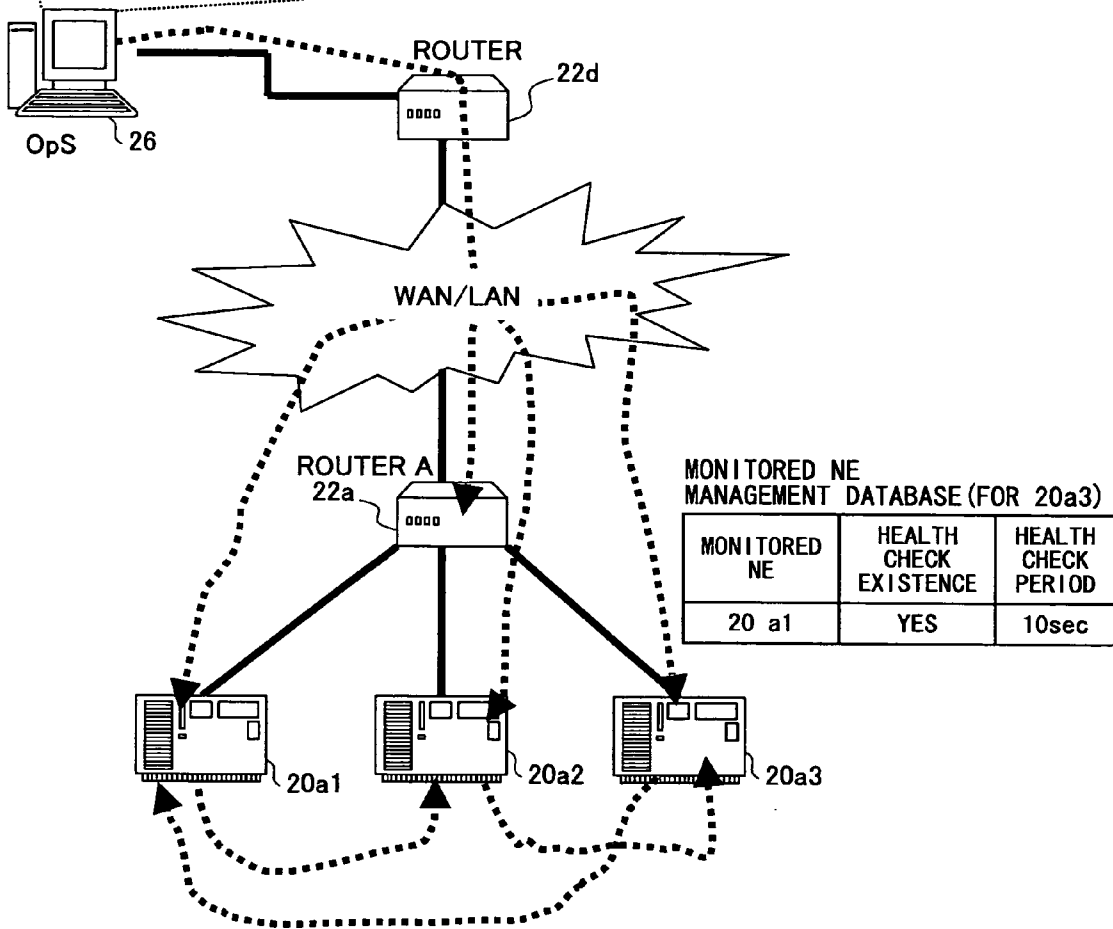 ROUTER
22d
OpS
26
WAN/LAN
ROUTER A
22a
MONITORED NE
MANAGEMENT DATABASE(FOR 20a3)
MONITORED NE
HEALTH CHECK EXISTENCE
HEALTH CHECK PERIOD
20 a1
YES
10sec
20a1
20a2
20a3